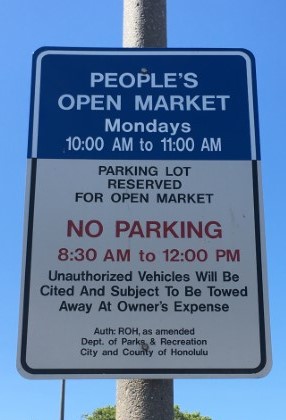 PEOPLE'S
OPEN MARKET
Mondays
10:00 AM to 11:00 AM
PARKING LOT
RESERVED
FOR OPEN MARKET
NO PARKING
8:30 AM to 12:00 PM
Unauthorized Vehicles Will Be
Cited And Subject To Be Towed
Away At Owner's Expense
Auth: ROH, as amended
Dept. of Parks & Recreation
City and County of Honolulu